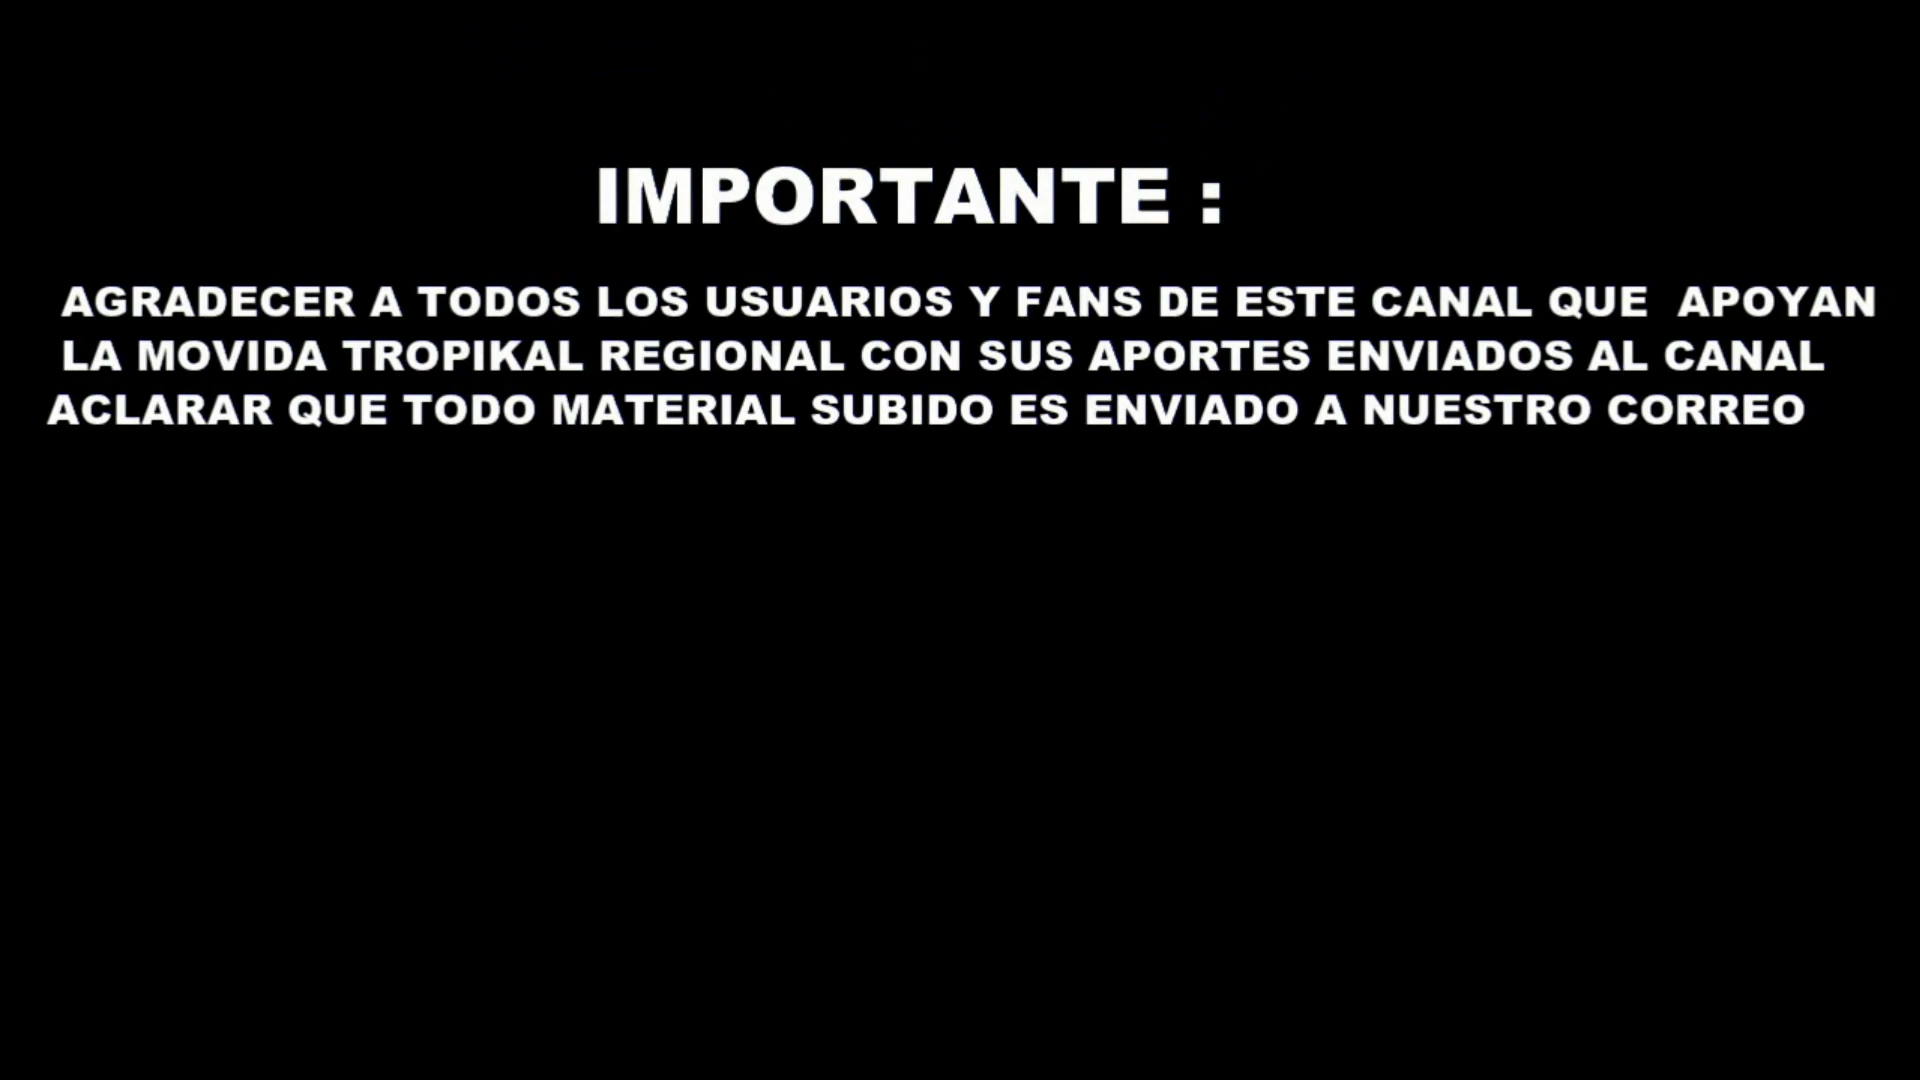 IMPORTANTE :
AGRADECER A TODOS LOS USUARIOS Y FANS DE ESTE CANAL QUE  APOYAN
LA MOVIDA TROPIKAL REGIONAL CON SUS APORTES ENVIADOS AL CANAL
ACLARAR QUE TODO MATERIAL SUBIDO ES ENVIADO A NUESTRO CORREO